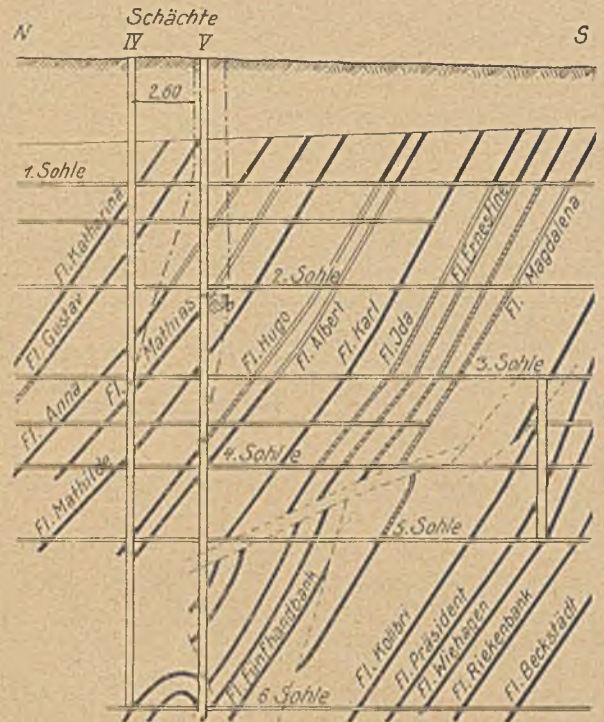 N
Schächte
S
IV
V
2,60
1. Sohle
Fl. Katharina
Fl. Gustav
Fl. Anna
Fl. Mathias
Fl. Mathilde
2. Sohle
Fl. Hugo
Fl. Albert
Fl. Karl
Fl. Jda
Fl. Ernestine
Fl. Magdalena
3. Sohle
4. Sohle
5. Sohle
Fl. Fünfhandbank
Fl. Kolibri
Fl. Präsident
Fl. Wiehagen
Fl. Riekenbank
Fl. Beckstädt
6. Sohle